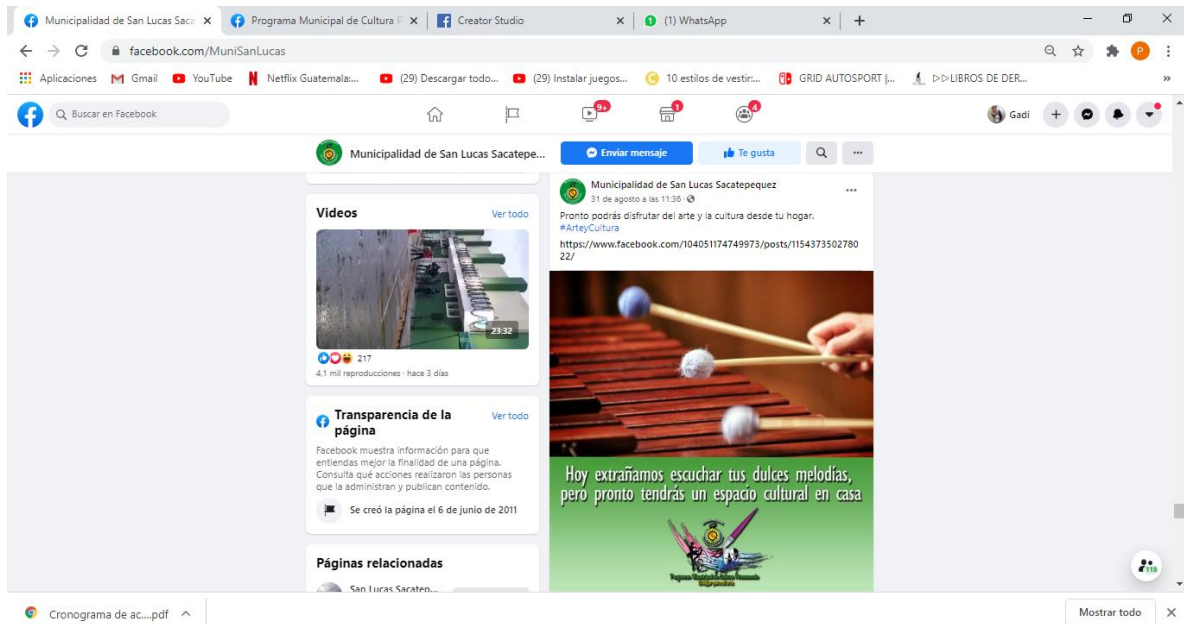 Municipalidad de San Lucas Saca
Programa Municipal de Cultura P
Creator Studio
(1) WhatsApp
facebook.com/MuniSanLucas
P
Aplicaciones
Gmail
YouTube
Netflix Guatemala:...
(29) Descargar todo...
(29) Instalar juegos...
10 estilos de vestir:...
GRID AUTOSPORT |...
▷▷LIBROS DE DER...
»
Buscar en Facebook
9+
1
4
Gadi
Municipalidad de San Lucas Sacatepe...
Enviar mensaje
Te gusta
Videos
Ver todo
23:32
217
4,1 mil reproducciones · hace 3 días
Transparencia de la
página
Ver todo
Facebook muestra información para que
entiendas mejor la finalidad de una página.
Consulta qué acciones realizaron las personas
que la administran y publican contenido.
Se creó la página el 6 de junio de 2011
Páginas relacionadas
San Lucas Sacatep...
Municipalidad de San Lucas Sacatepequez
31 de agosto a las 11:36 ·
Pronto podrás disfrutar del arte y la cultura desde tu hogar.
#ArteyCultura
https://www.facebook.com/104051174749973/posts/1154373502780
22/
Hoy extrañamos escuchar tus dulces melodías,
pero pronto tendrás un espacio cultural en casa
118
Cronograma de ac....pdf
Mostrar todo